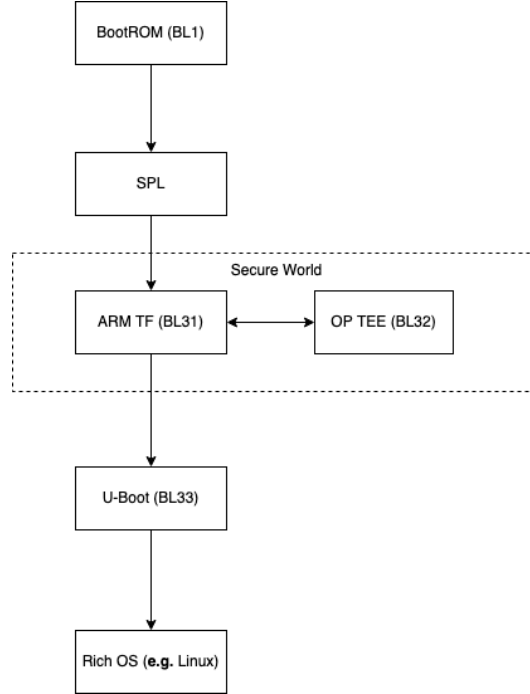 BootROM (BL1)
SPL
Secure World
ARM TF (BL31)
OP TEE (BL32)
U-Boot (BL33)
Rich OS (e.g. Linux)